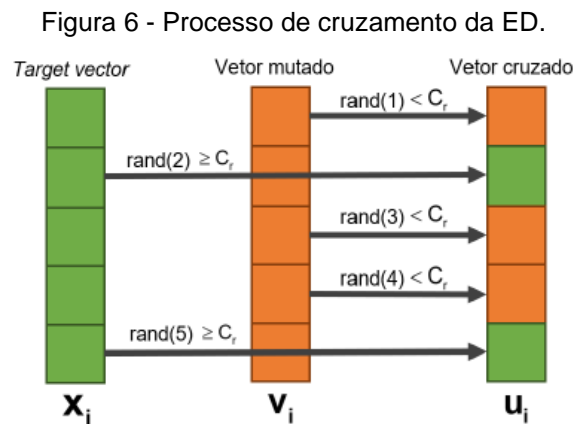 Figura 6 - Processo de cruzamento da ED.
Target vector Vetor mutado Vetor cruzado
rand(1) < Cr
rand(2) ≥ Cr
rand(3) < Cr
rand(4) < Cr
rand(5) ≥ Cr
xi vi ui